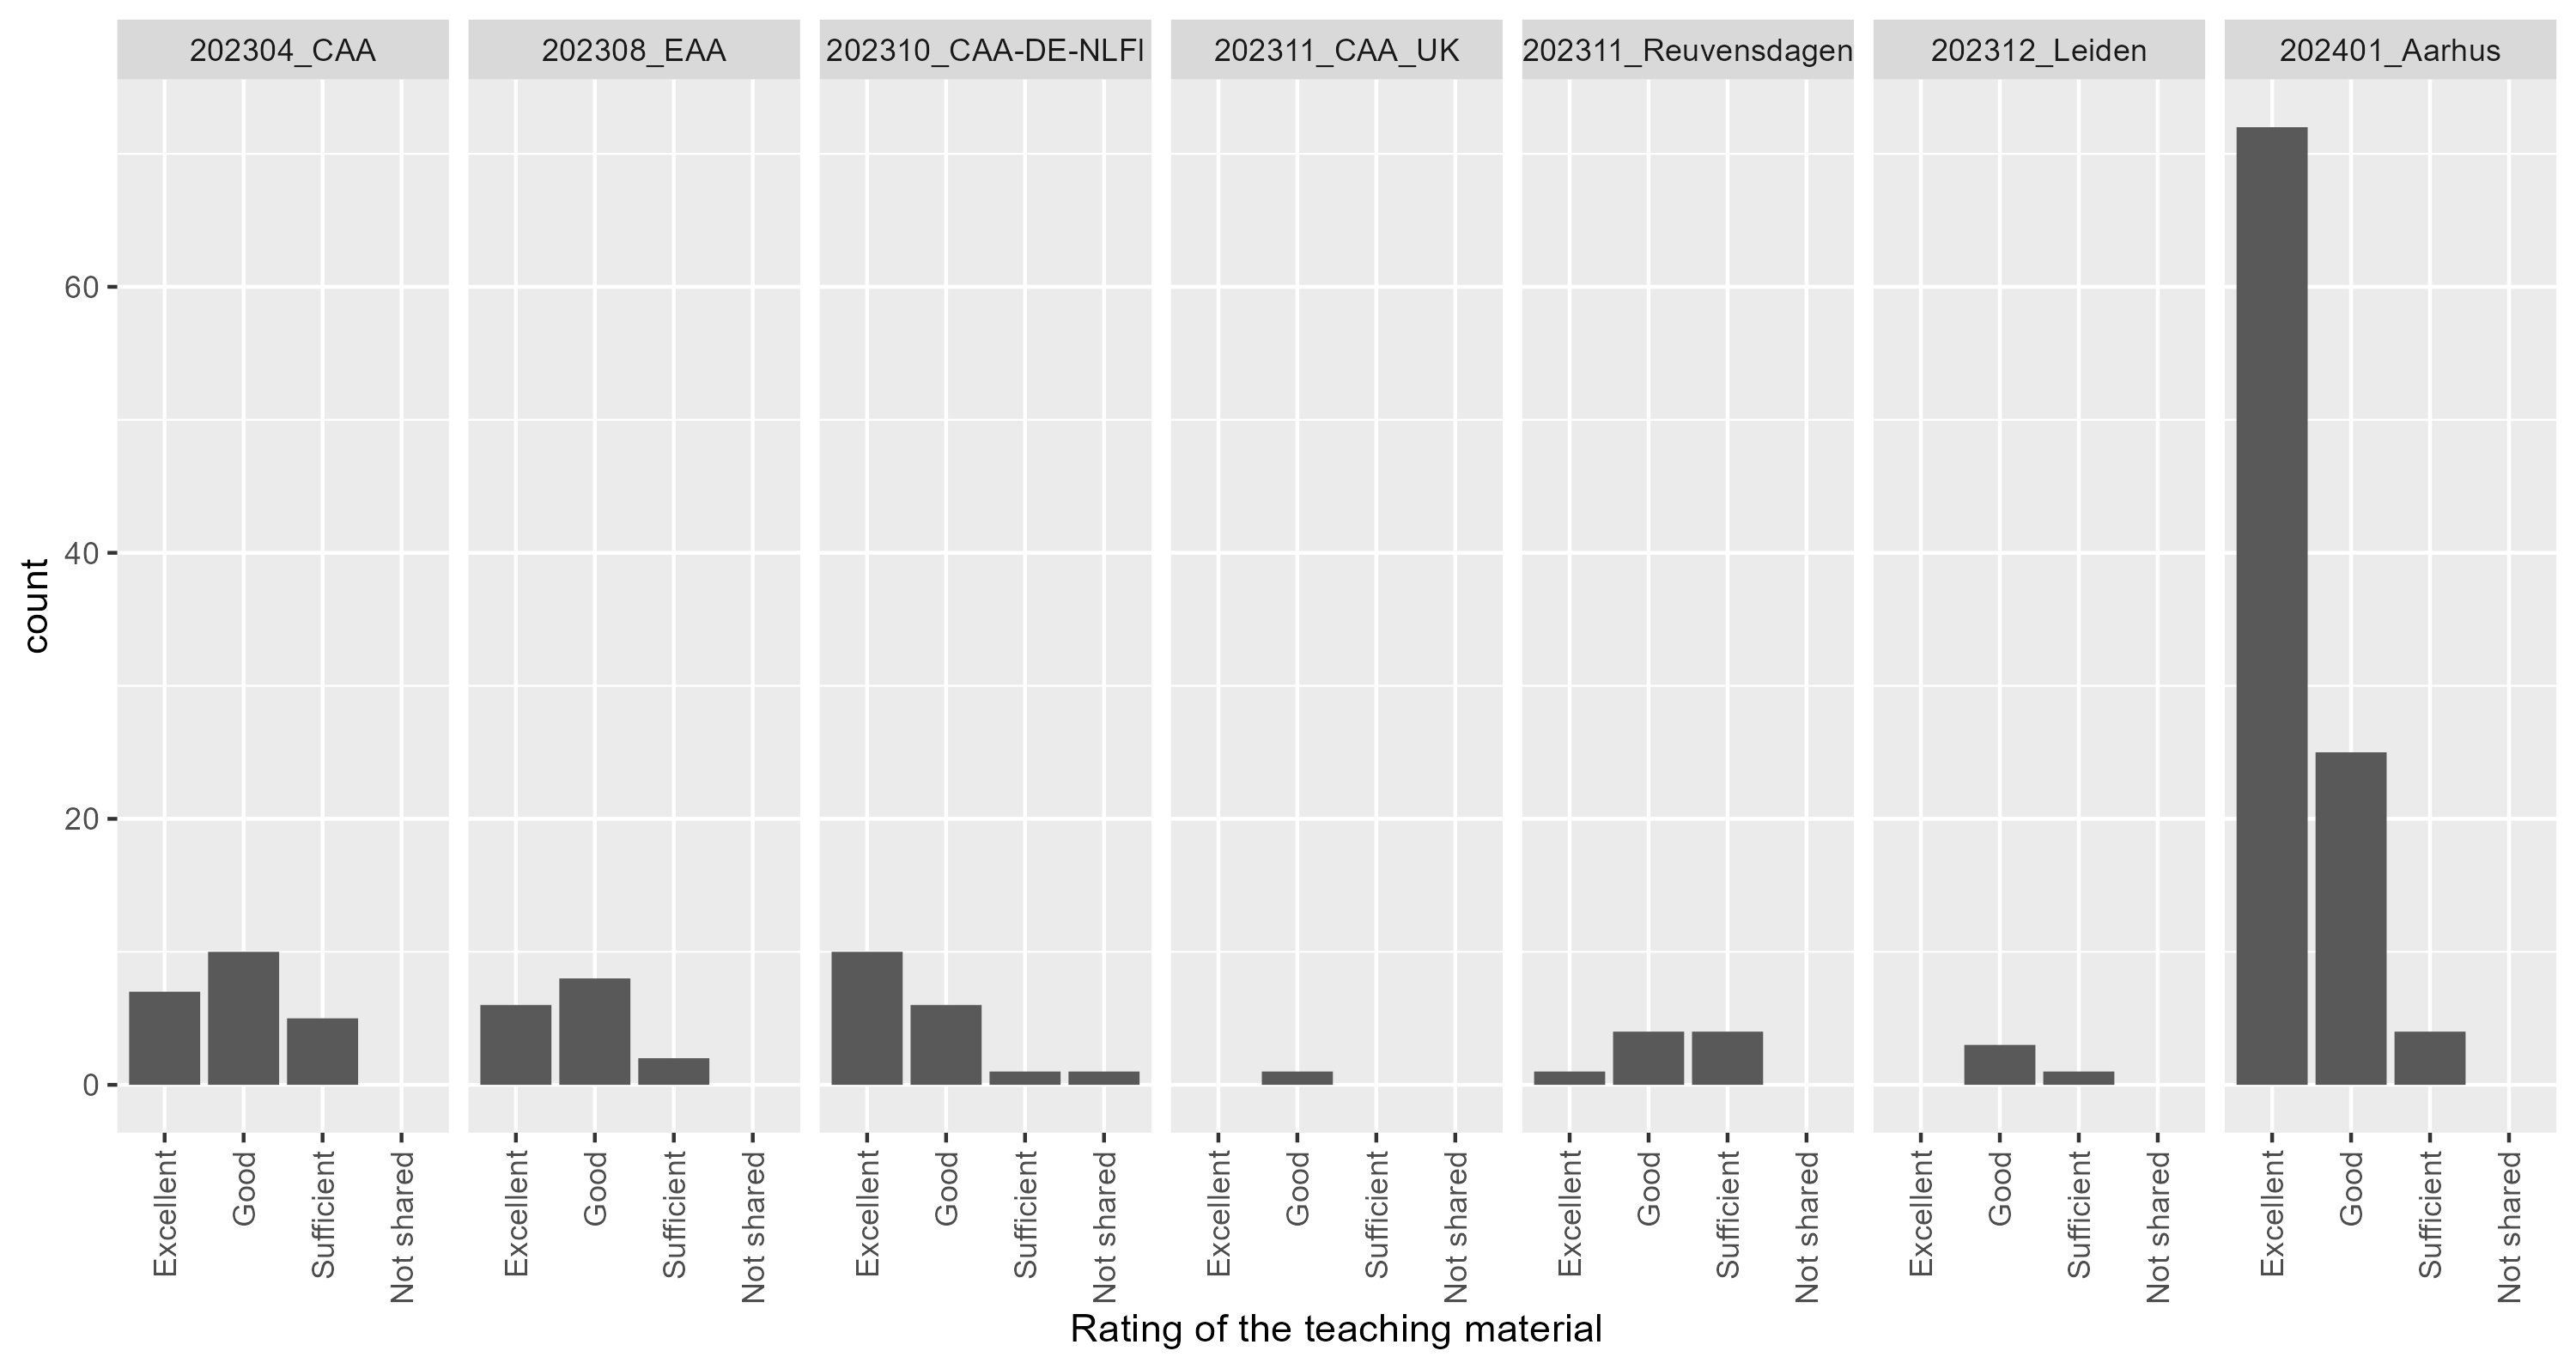 202304_CAA
202308_EAA
202310_CAA-DE-NLFl
202311_CAA_UK
202311_Reuvensdagen
202312_Leiden
202401_Aarhus
count
60
40
20
0
Excellent
Good
Sufficient
Not shared
Excellent
Good
Sufficient
Not shared
Excellent
Good
Sufficient
Not shared
Excellent
Good
Sufficient
Not shared
Excellent
Good
Sufficient
Not shared
Excellent
Good
Sufficient
Not shared
Excellent
Good
Sufficient
Not shared
Rating of the teaching material